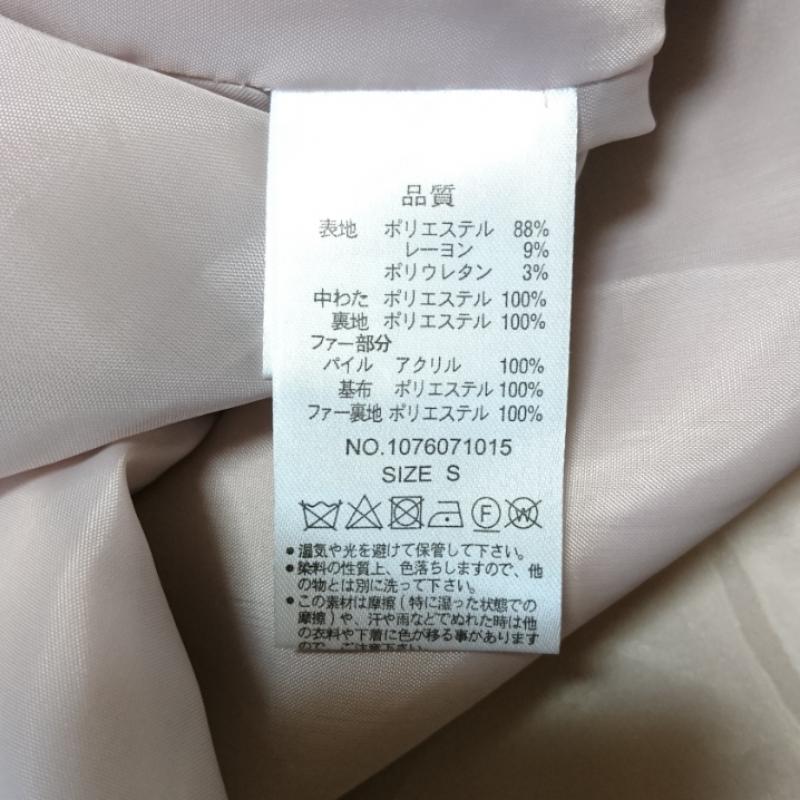 品質
表地 ポリエステル 88%
レーヨン 9%
ポリウレタン 3%
中わた ポリエステル 100%
裏地 ポリエステル 100%
ファー部分
パイル アクリル 100%
基布 ポリエステル 100%
ファー裏地 ポリエステル 100%
NO.1076071015
SIZE S
F W
●湿気や光を避けて保管して下さい。
●染料の性質上、色落ちしますので、他
の物とは別に洗って下さい。
●この素材は摩擦(特に湿った状態での
摩擦)や、汗や雨などでぬれた時は他
の衣料や下着に色が移る事があります
ので、ご注意下さい。